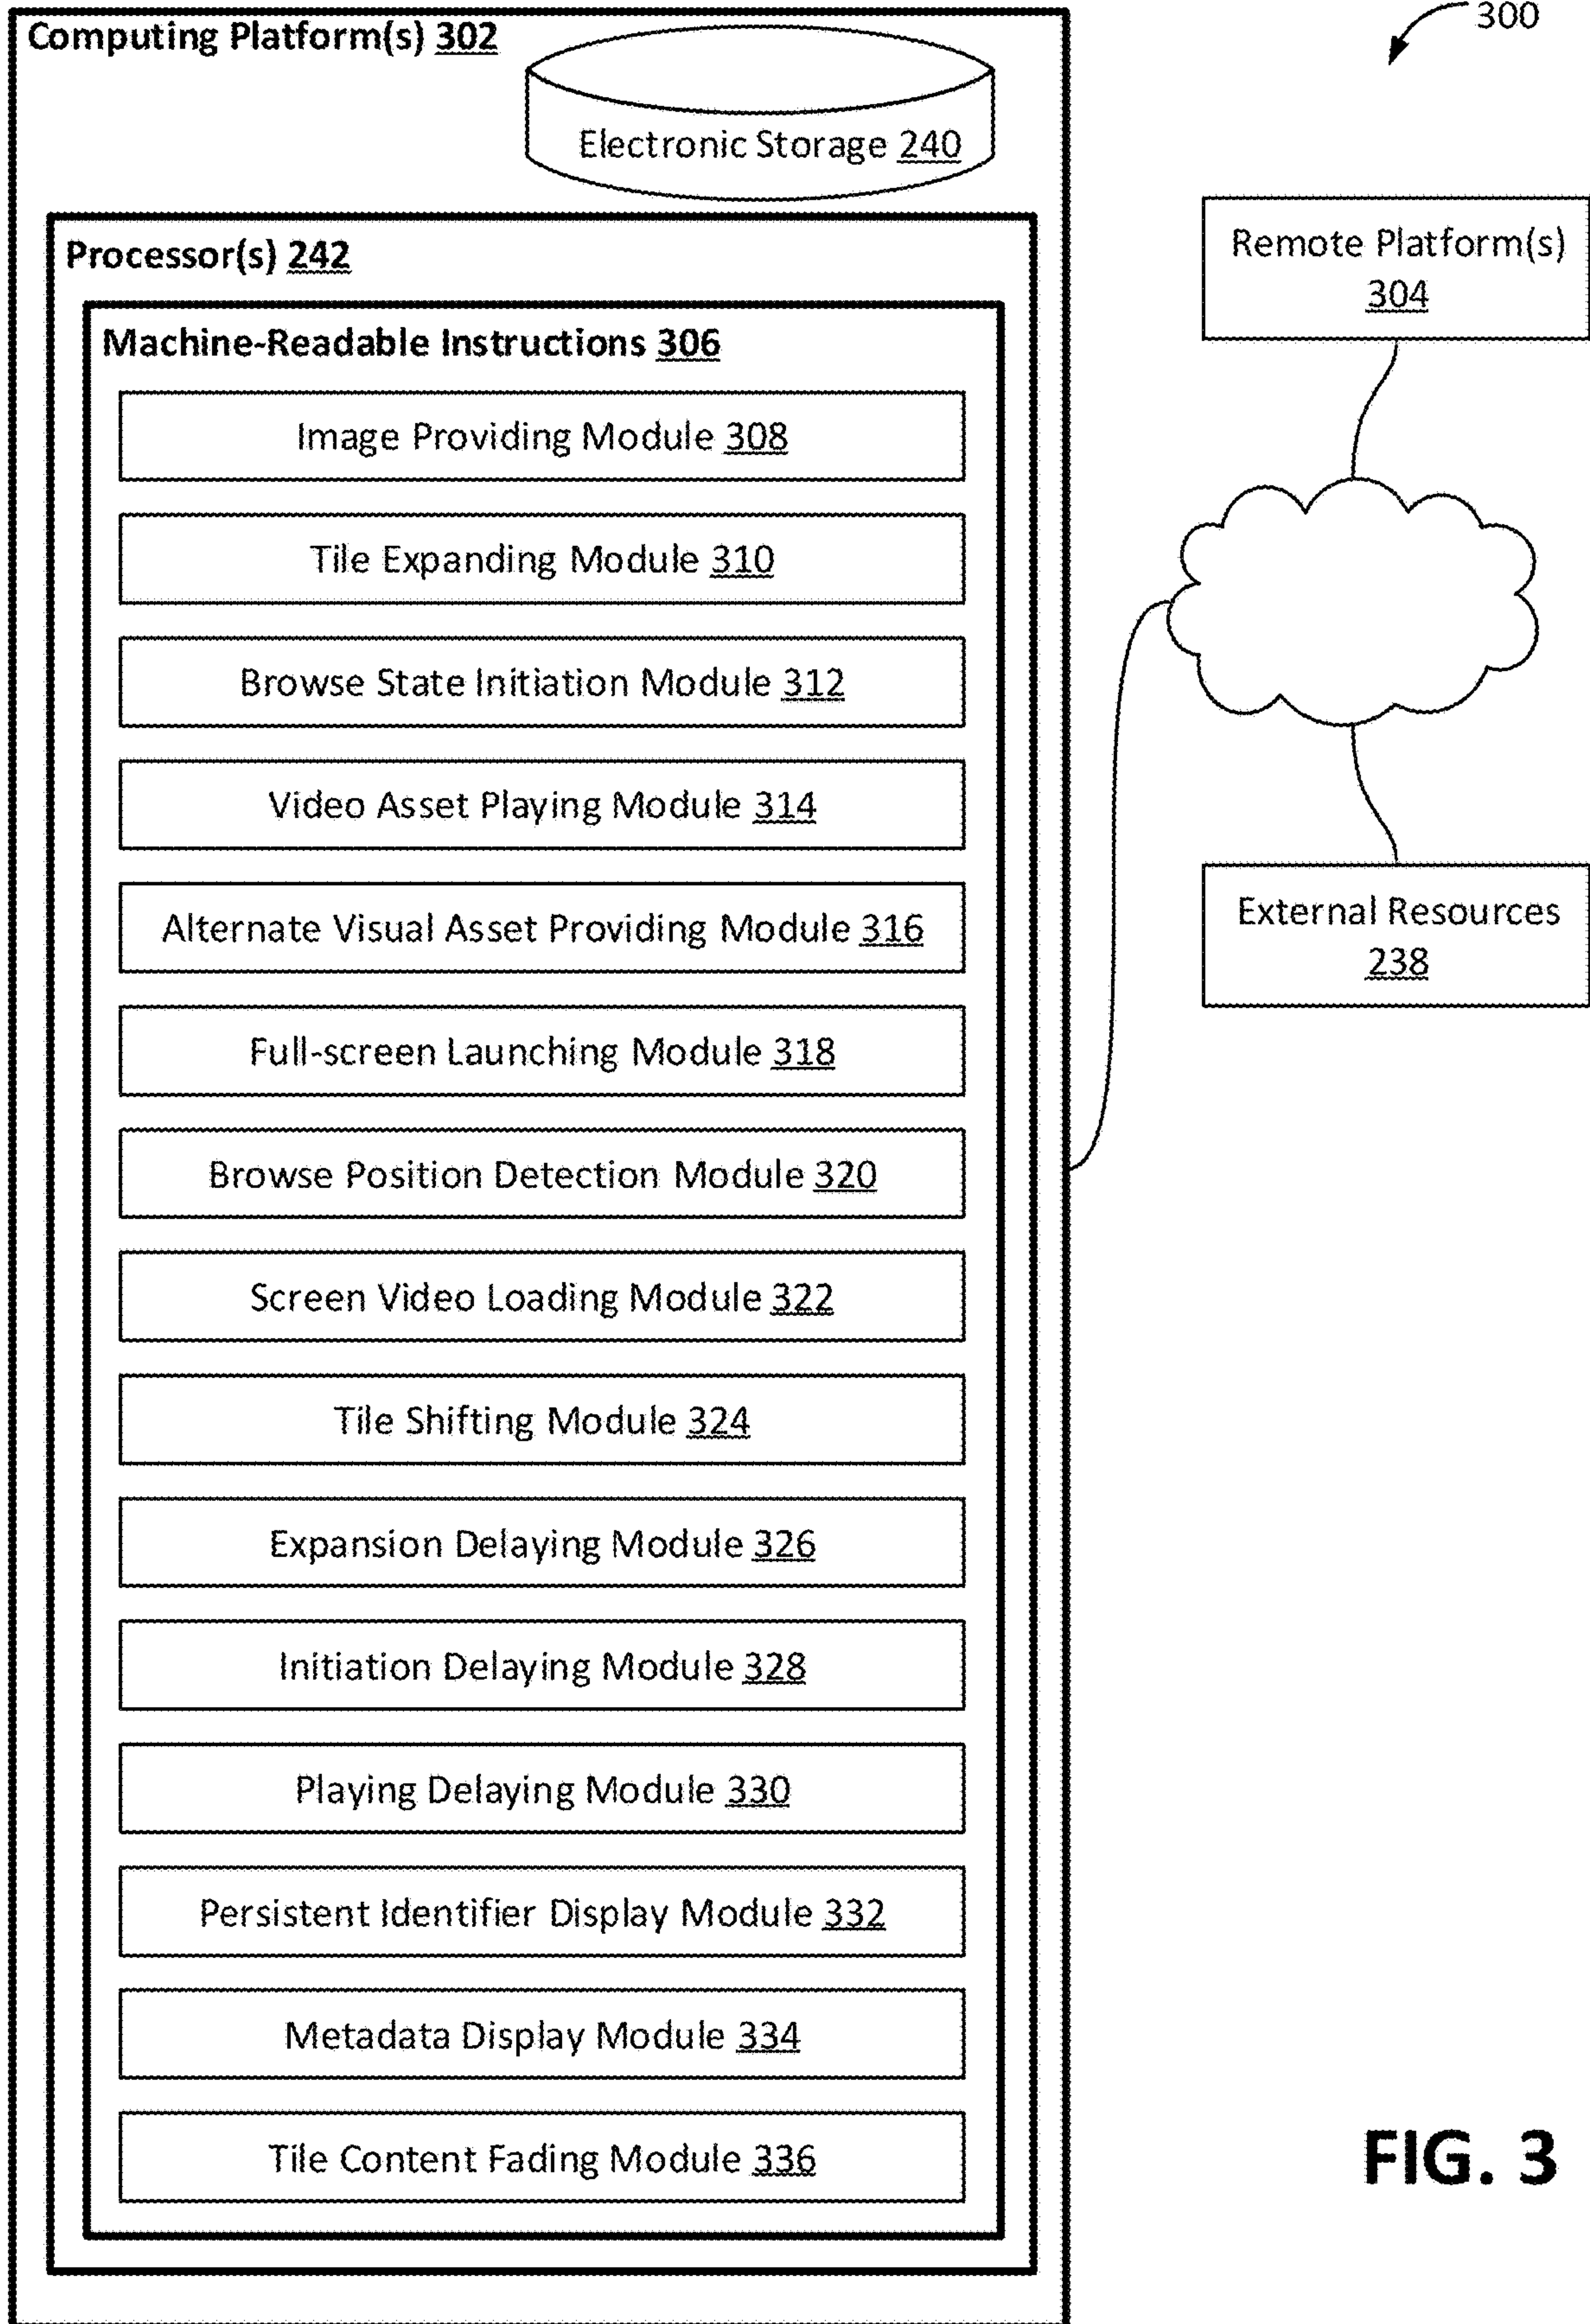 Computing Platform(s) 302
300
Electronic Storage 240
Processor(s) 242
Remote Platform(s)
304
Machine-Readable Instructions 306
Image Providing Module 308
Tile Expanding Module 310
Browse State Initiation Module 312
Video Asset Playing Module 314
Alternate Visual Asset Providing Module 316
External Resources
238
Full-screen Launching Module 318
Browse Position Detection Module 320
Screen Video Loading Module 322
Tile Shifting Module 324
Expansion Delaying Module 326
Initiation Delaying Module 328
Playing Delaying Module 330
Persistent Identifier Display Module 332
Metadata Display Module 334
Tile Content Fading Module 336
FIG. 3